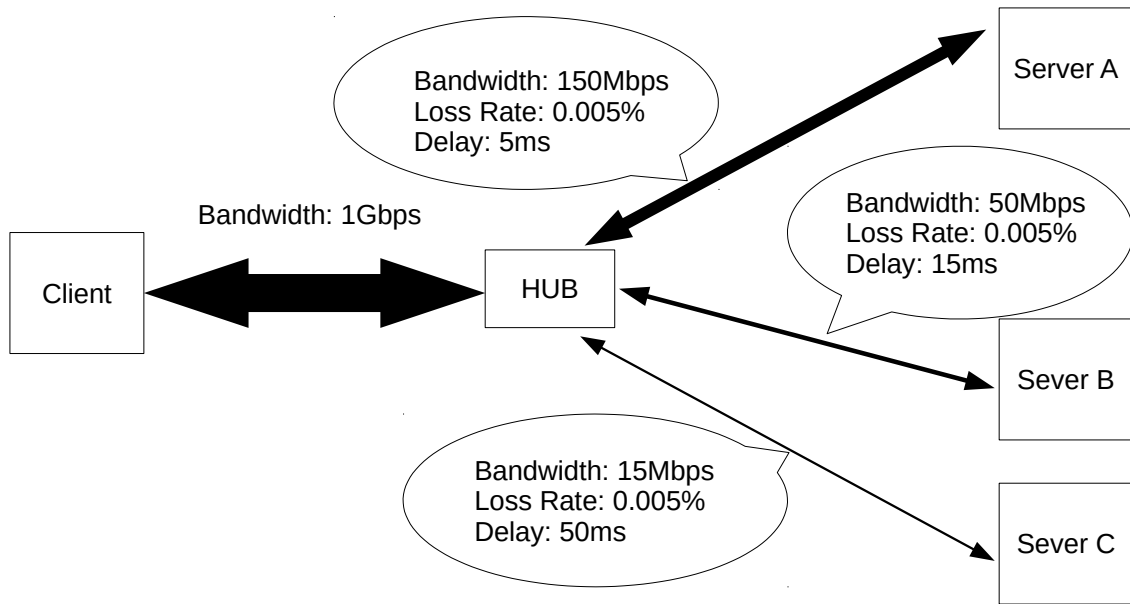 Bandwidth: 150Mbps
Loss Rate: 0.005%
Delay: 5ms
Server A
Bandwidth: 1Gbps
Bandwidth: 50Mbps
Loss Rate: 0.005%
Delay: 15ms
Client
HUB
Sever B
Bandwidth: 15Mbps
Loss Rate: 0.005%
Delay: 50ms
Sever C